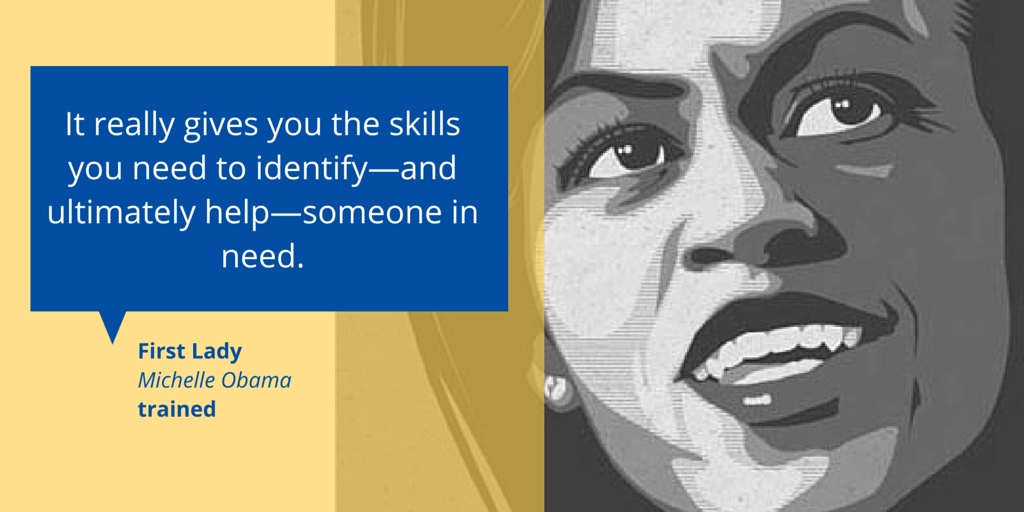 It really gives you the skills
you need to identify—and
ultimately help—someone in
need.
First Lady
Michelle Obama
trained